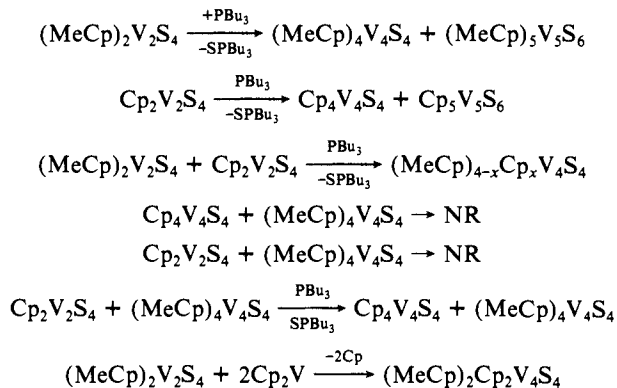 (MeCp)₂V₂S₄ —+PBu₃/−SPBu₃→ (MeCp)₄V₄S₄ + (MeCp)₅V₅S₆
Cp₂V₂S₄ —PBu₃/−SPBu₃→ Cp₄V₄S₄ + Cp₅V₅S₆
(MeCp)₂V₂S₄ + Cp₂V₂S₄ —PBu₃/−SPBu₃→ (MeCp)₄₋ₓCpₓV₄S₄
Cp₄V₄S₄ + (MeCp)₄V₄S₄ → NR
Cp₂V₂S₄ + (MeCp)₄V₄S₄ → NR
Cp₂V₂S₄ + (MeCp)₄V₄S₄ —PBu₃/SPBu₃→ Cp₄V₄S₄ + (MeCp)₄V₄S₄
(MeCp)₂V₂S₄ + 2Cp₂V —−2Cp→ (MeCp)₂Cp₂V₄S₄